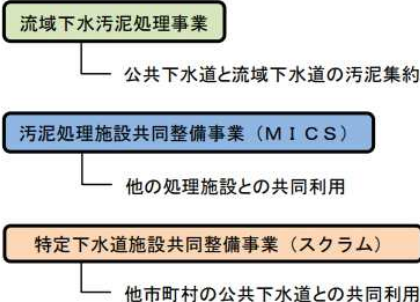 流域下水汚泥処理事業
公共下水道と流域下水道の汚泥集約
汚泥処理施設共同整備事業（ＭＩＣＳ）
他の処理施設との共同利用
特定下水道施設共同整備事業（スクラム）
他市町村の公共下水道との共同利用